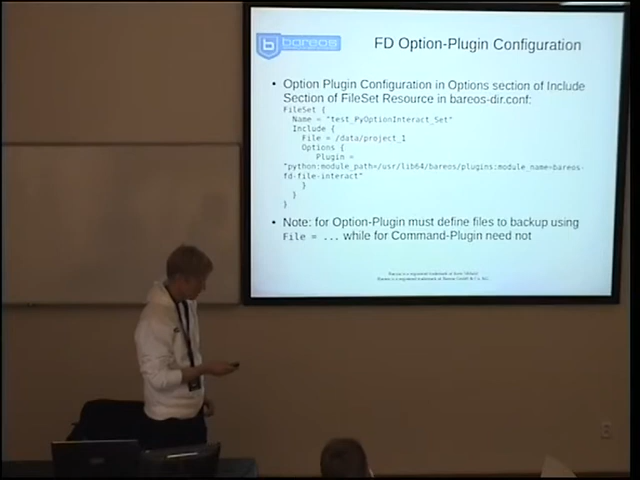 bareos
FD Option-Plugin Configuration
• Option Plugin Configuration in Options section of Include
Section of FileSet Resource in bareos-dir.conf:
FileSet {
Name = "test_PyOptionInteract_Set"
Include {
File = /data/project_1
Options {
Plugin =
"python:module_path=/usr/lib64/bareos/plugins:module_name=bareos-
fd-file-interact"
}
}
}
• Note: for Option-Plugin must define files to backup using
File = ... while for Command-Plugin need not